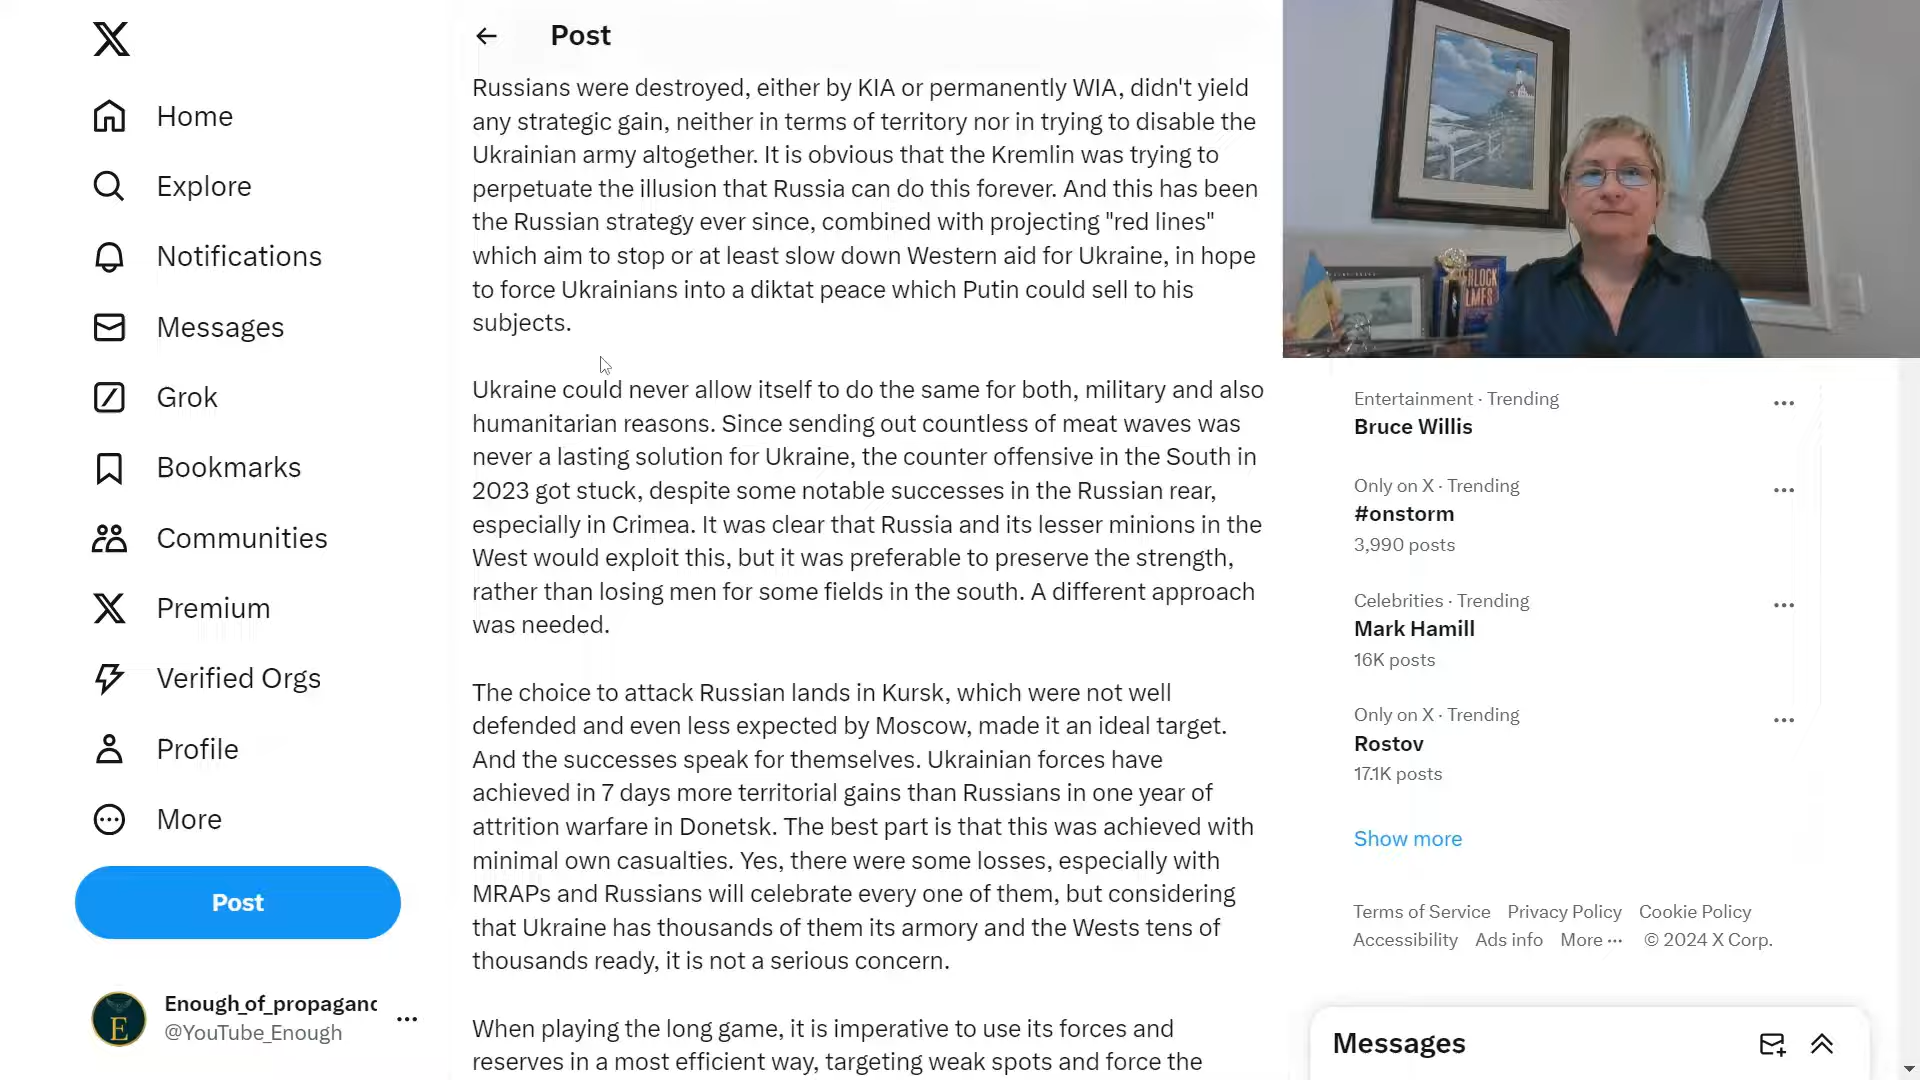 Home
Explore
Notifications
Messages
Grok
Bookmarks
Communities
Premium
Verified Orgs
Profile
More
Post
Enough_of_propagand
@YouTube_Enough
Post
Russians were destroyed, either by KIA or permanently WIA, didn't yield
any strategic gain, neither in terms of territory nor in trying to disable the
Ukrainian army altogether. It is obvious that the Kremlin was trying to
perpetuate the illusion that Russia can do this forever. And this has been
the Russian strategy ever since, combined with projecting "red lines"
which aim to stop or at least slow down Western aid for Ukraine, in hope
to force Ukrainians into a diktat peace which Putin could sell to his
subjects.
Ukraine could never allow itself to do the same for both, military and also
humanitarian reasons. Since sending out countless of meat waves was
never a lasting solution for Ukraine, the counter offensive in the South in
2023 got stuck, despite some notable successes in the Russian rear,
especially in Crimea. It was clear that Russia and its lesser minions in the
West would exploit this, but it was preferable to preserve the strength,
rather than losing men for some fields in the south. A different approach
was needed.
The choice to attack Russian lands in Kursk, which were not well
defended and even less expected by Moscow, made it an ideal target.
And the successes speak for themselves. Ukrainian forces have
achieved in 7 days more territorial gains than Russians in one year of
attrition warfare in Donetsk. The best part is that this was achieved with
minimal own casualties. Yes, there were some losses, especially with
MRAPs and Russians will celebrate every one of them, but considering
that Ukraine has thousands of them its armory and the Wests tens of
thousands ready, it is not a serious concern.
When playing the long game, it is imperative to use its forces and
reserves in a most efficient way, targeting weak spots and force the
Entertainment · Trending
Bruce Willis
Only on X · Trending
#onstorm
3,990 posts
Celebrities · Trending
Mark Hamill
16K posts
Only on X · Trending
Rostov
17.1K posts
Show more
Terms of Service Privacy Policy Cookie Policy
Accessibility Ads info More ··· © 2024 X Corp.
Messages